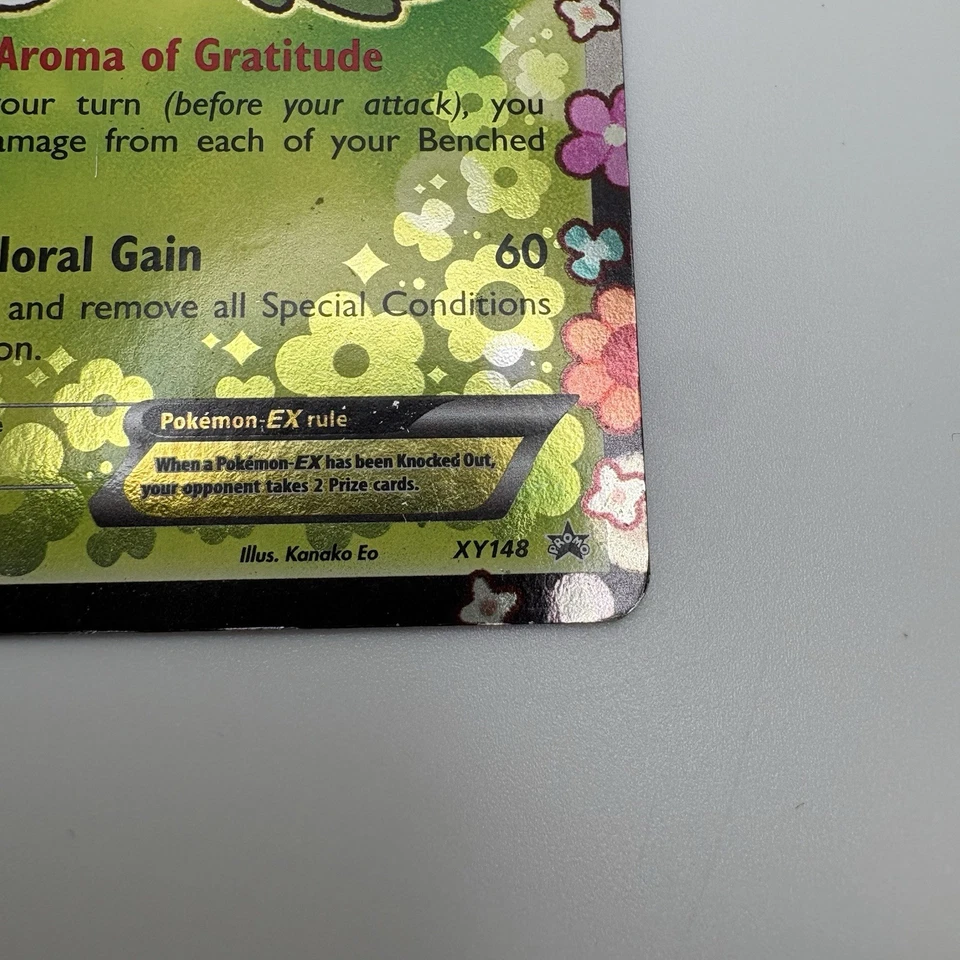 Aroma of Gratitude
our turn (before your attack), you
amage from each of your Benched
loral Gain 60
and remove all Special Conditions
on.
e
Pokémon-EX rule
When a Pokémon-EX has been Knocked Out,
your opponent takes 2 Prize cards.
Illus. Kanako Eo XY148 PROMO